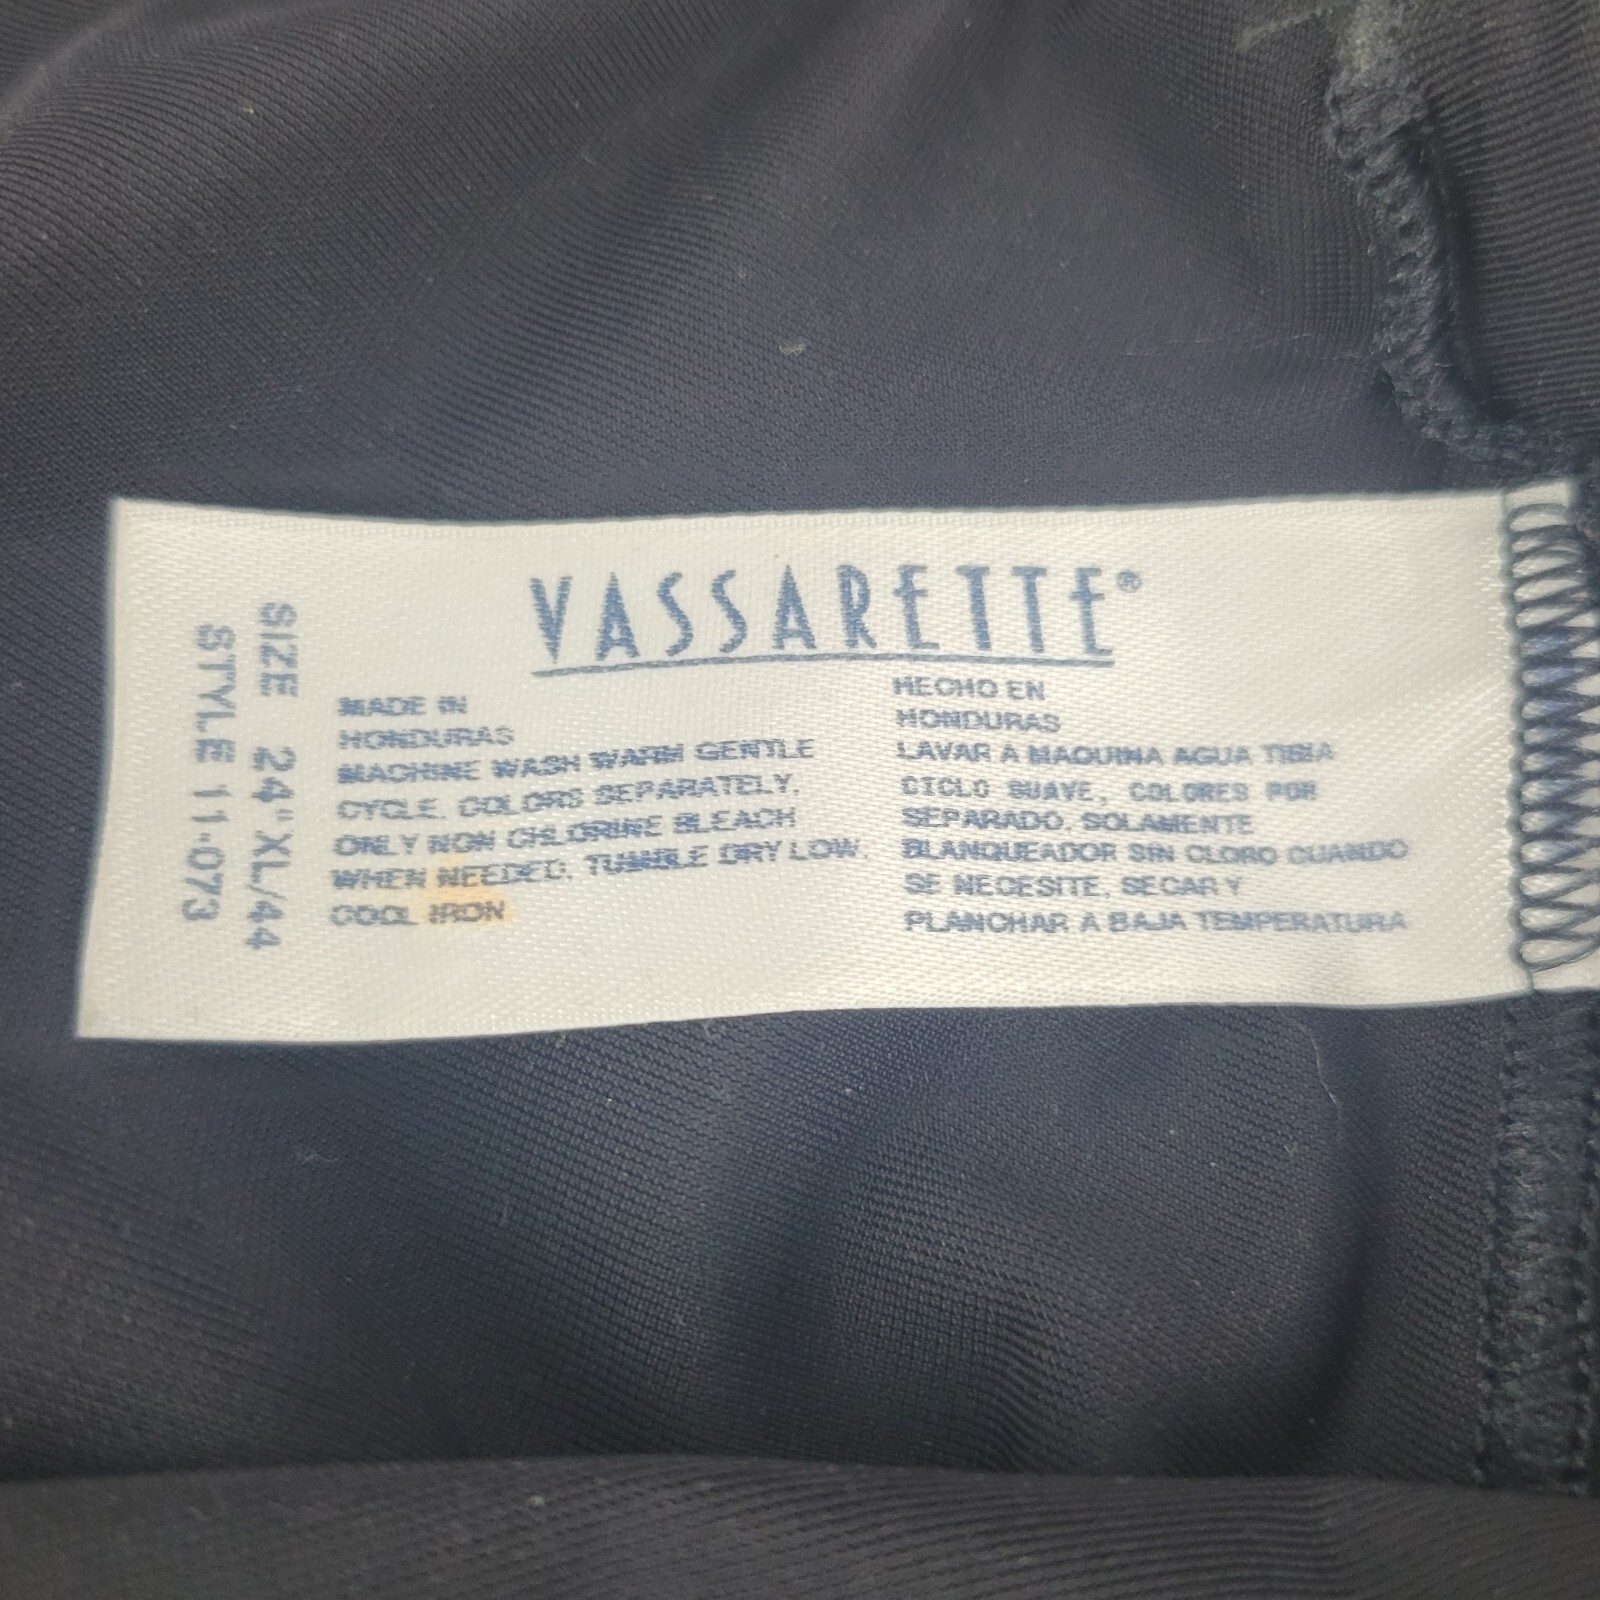 VASSARETTE®
MADE IN
HONDURAS
MACHINE WASH WARM GENTLE
CYCLE. COLORS SEPARATELY.
ONLY NON CHLORINE BLEACH
WHEN NEEDED, TUMBLE DRY LOW.
COOL IRON
HECHO EN
HONDURAS
LAVAR A MAQUINA AGUA TIBIA
CICLO SUAVE, COLORES POR
SEPARADO. SOLAMENTE
BLANQUEADOR SIN CLORO CUANDO
SE NECESITE, SECAR Y
PLANCHAR A BAJA TEMPERATURA
SIZE 24" XL/44
STYLE 11-073